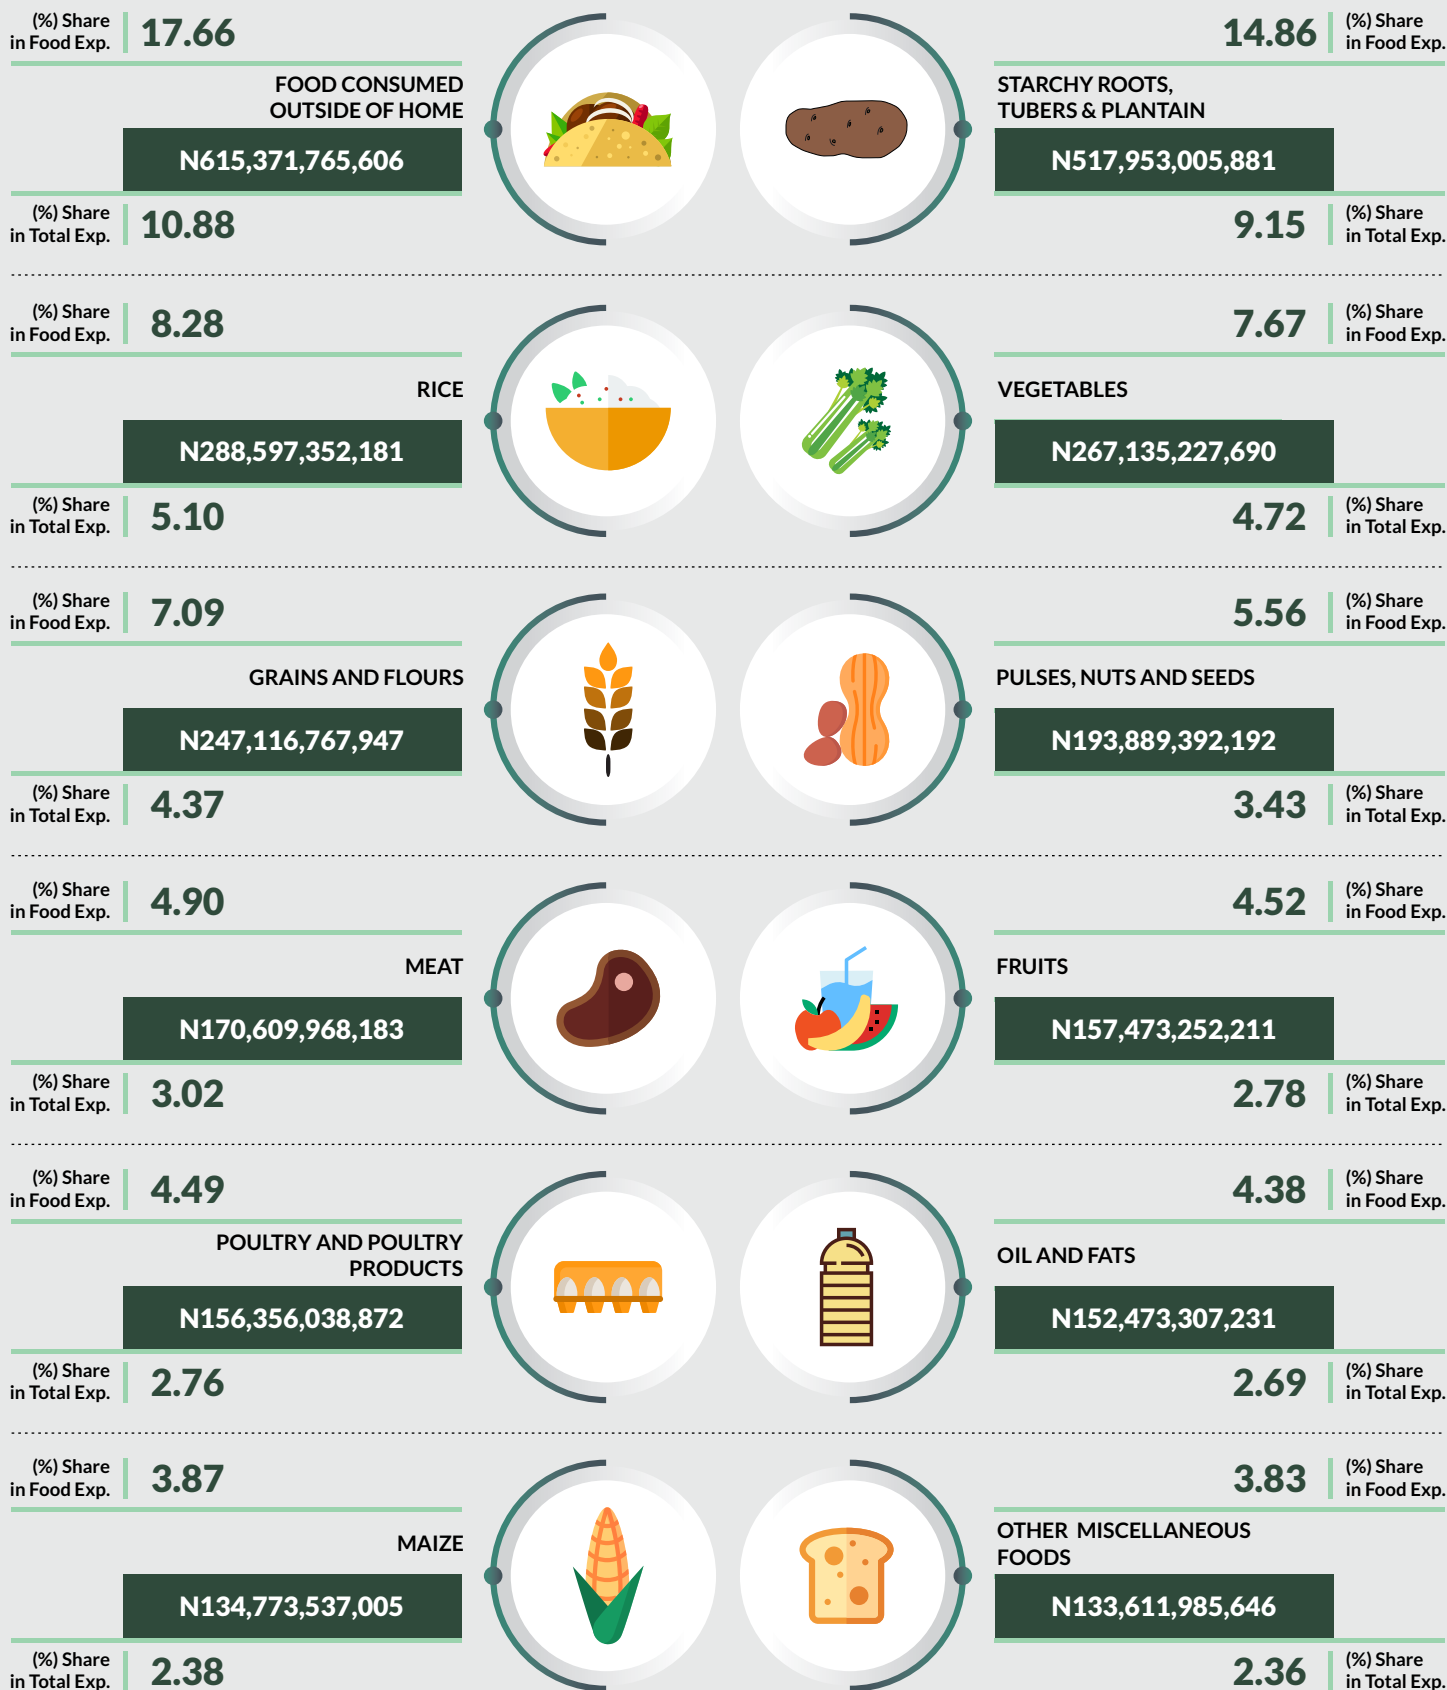 (%) Share
in Food Exp.
17.66
FOOD CONSUMED
OUTSIDE OF HOME
N615,371,765,606
(%) Share
in Total Exp.
10.88
14.86
(%) Share
in Food Exp.
STARCHY ROOTS,
TUBERS & PLANTAIN
N517,953,005,881
9.15
(%) Share
in Total Exp.
(%) Share
in Food Exp.
8.28
RICE
N288,597,352,181
(%) Share
in Total Exp.
5.10
7.67
(%) Share
in Food Exp.
VEGETABLES
N267,135,227,690
4.72
(%) Share
in Total Exp.
(%) Share
in Food Exp.
7.09
GRAINS AND FLOURS
N247,116,767,947
(%) Share
in Total Exp.
4.37
5.56
(%) Share
in Food Exp.
PULSES, NUTS AND SEEDS
N193,889,392,192
3.43
(%) Share
in Total Exp.
(%) Share
in Food Exp.
4.90
MEAT
N170,609,968,183
(%) Share
in Total Exp.
3.02
4.52
(%) Share
in Food Exp.
FRUITS
N157,473,252,211
2.78
(%) Share
in Total Exp.
(%) Share
in Food Exp.
4.49
POULTRY AND POULTRY
PRODUCTS
N156,356,038,872
(%) Share
in Total Exp.
2.76
4.38
(%) Share
in Food Exp.
OIL AND FATS
N152,473,307,231
2.69
(%) Share
in Total Exp.
(%) Share
in Food Exp.
3.87
MAIZE
N134,773,537,005
(%) Share
in Total Exp.
2.38
3.83
(%) Share
in Food Exp.
OTHER MISCELLANEOUS
FOODS
N133,611,985,646
2.36
(%) Share
in Total Exp.